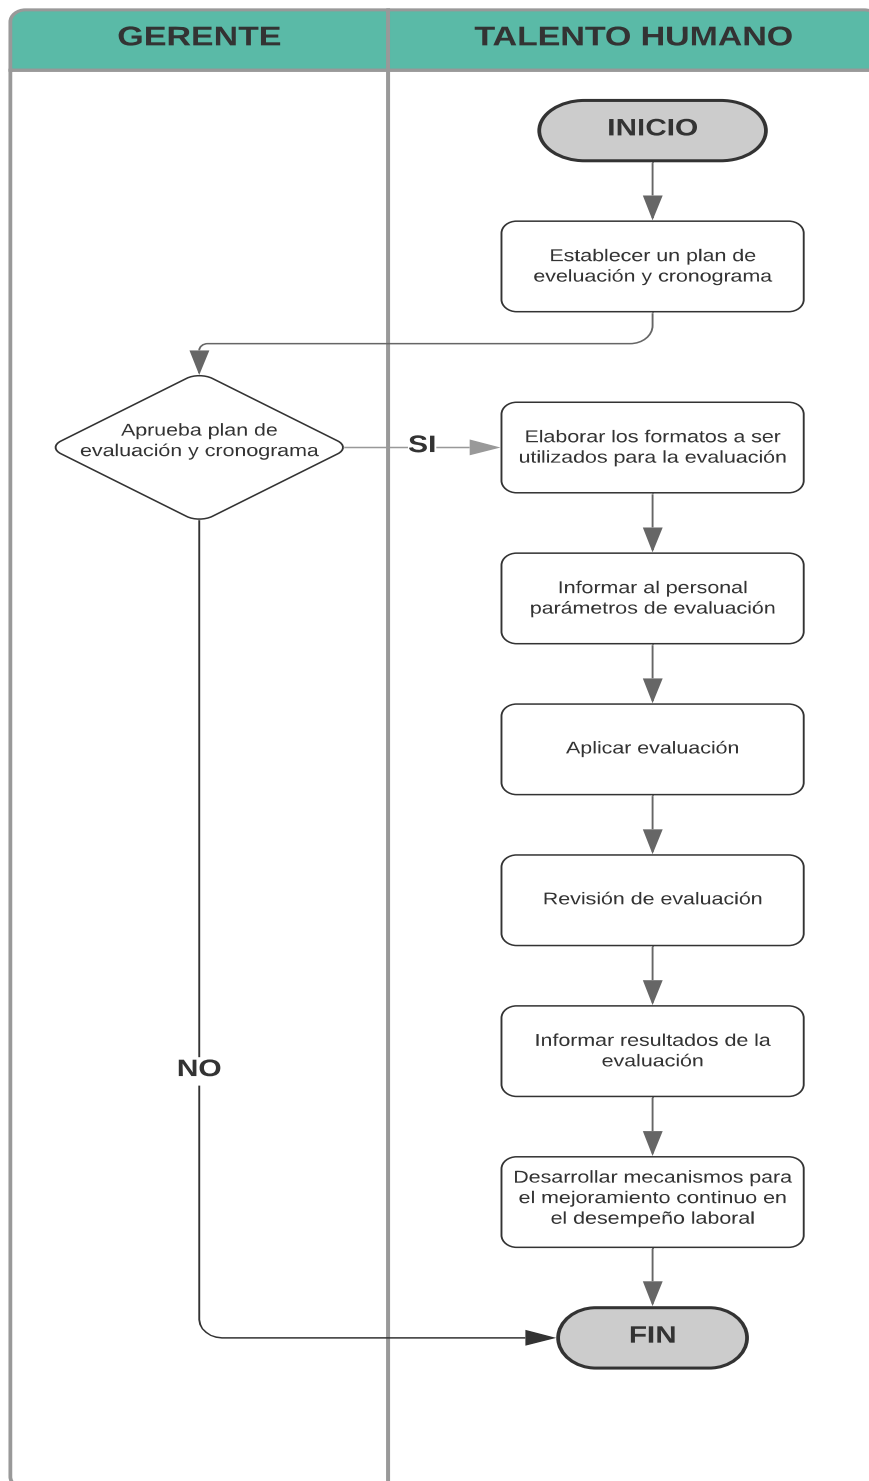 GERENTE
TALENTO HUMANO
INICIO
Establecer un plan de
eveluación y cronograma
Aprueba plan de
evaluación y cronograma
SI
Elaborar los formatos a ser
utilizados para la evaluación
Informar al personal
parámetros de evaluación
Aplicar evaluación
Revisión de evaluación
Informar resultados de la
evaluación
NO
Desarrollar mecanismos para
el mejoramiento continuo en
el desempeño laboral
FIN